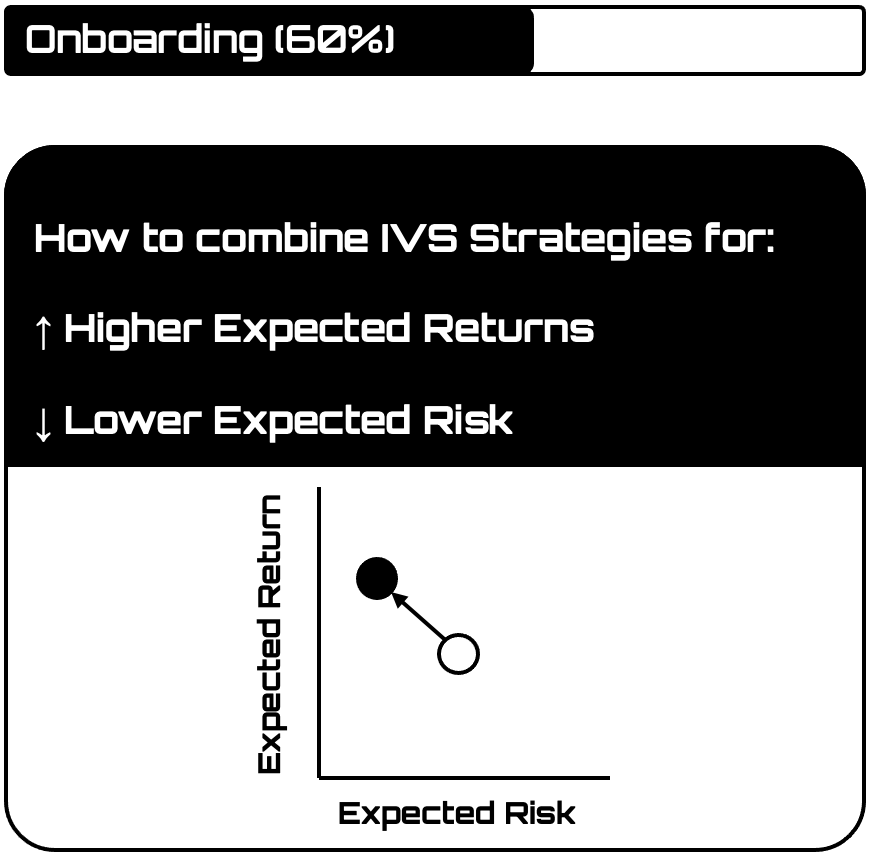 Onboarding (60%)
How to combine IVS Strategies for:
↑ Higher Expected Returns
↓ Lower Expected Risk
Expected Return
Expected Risk